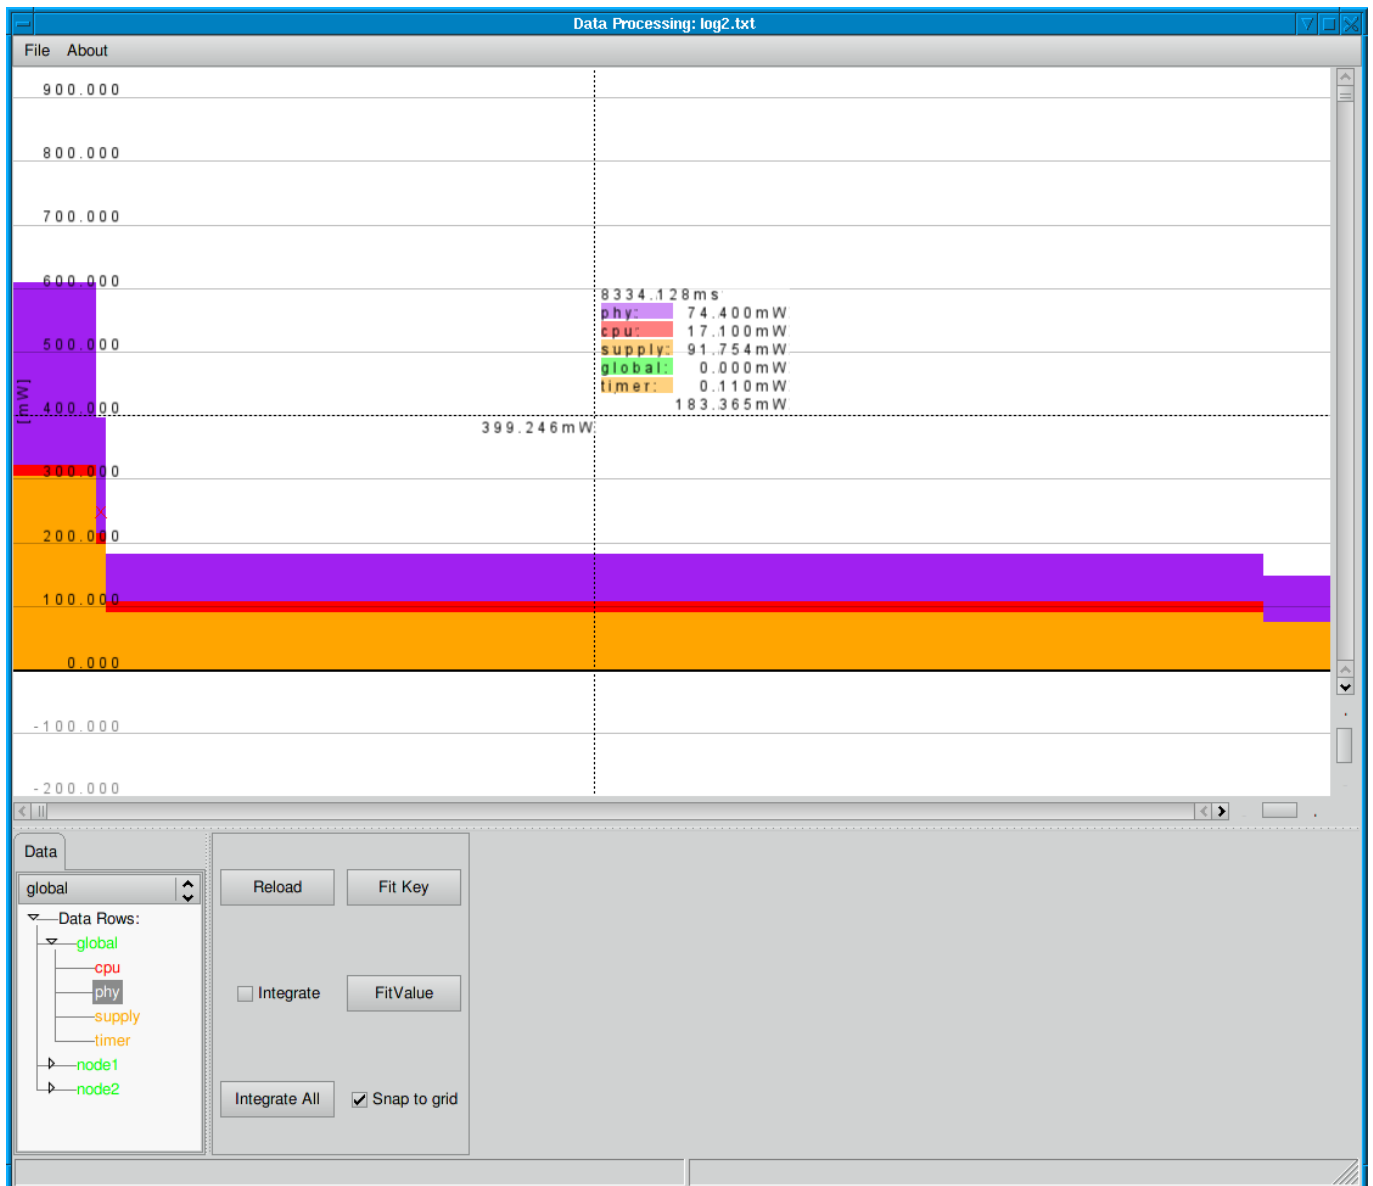 Data Processing: log2.txt
File About
900.000
800.000
700.000
600.000
500.000
400.000
300.000
200.000
100.000
0.000
-100.000
-200.000
[mW]
8334.128ms
phy: 74.400mW
cpu: 17.100mW
supply: 91.754mW
global: 0.000mW
timer: 0.110mW
183.365mW
399.246mW
Data
global
Data Rows:
global
cpu
phy
supply
timer
node1
node2
Reload
Fit Key
Integrate
FitValue
Integrate All
Snap to grid